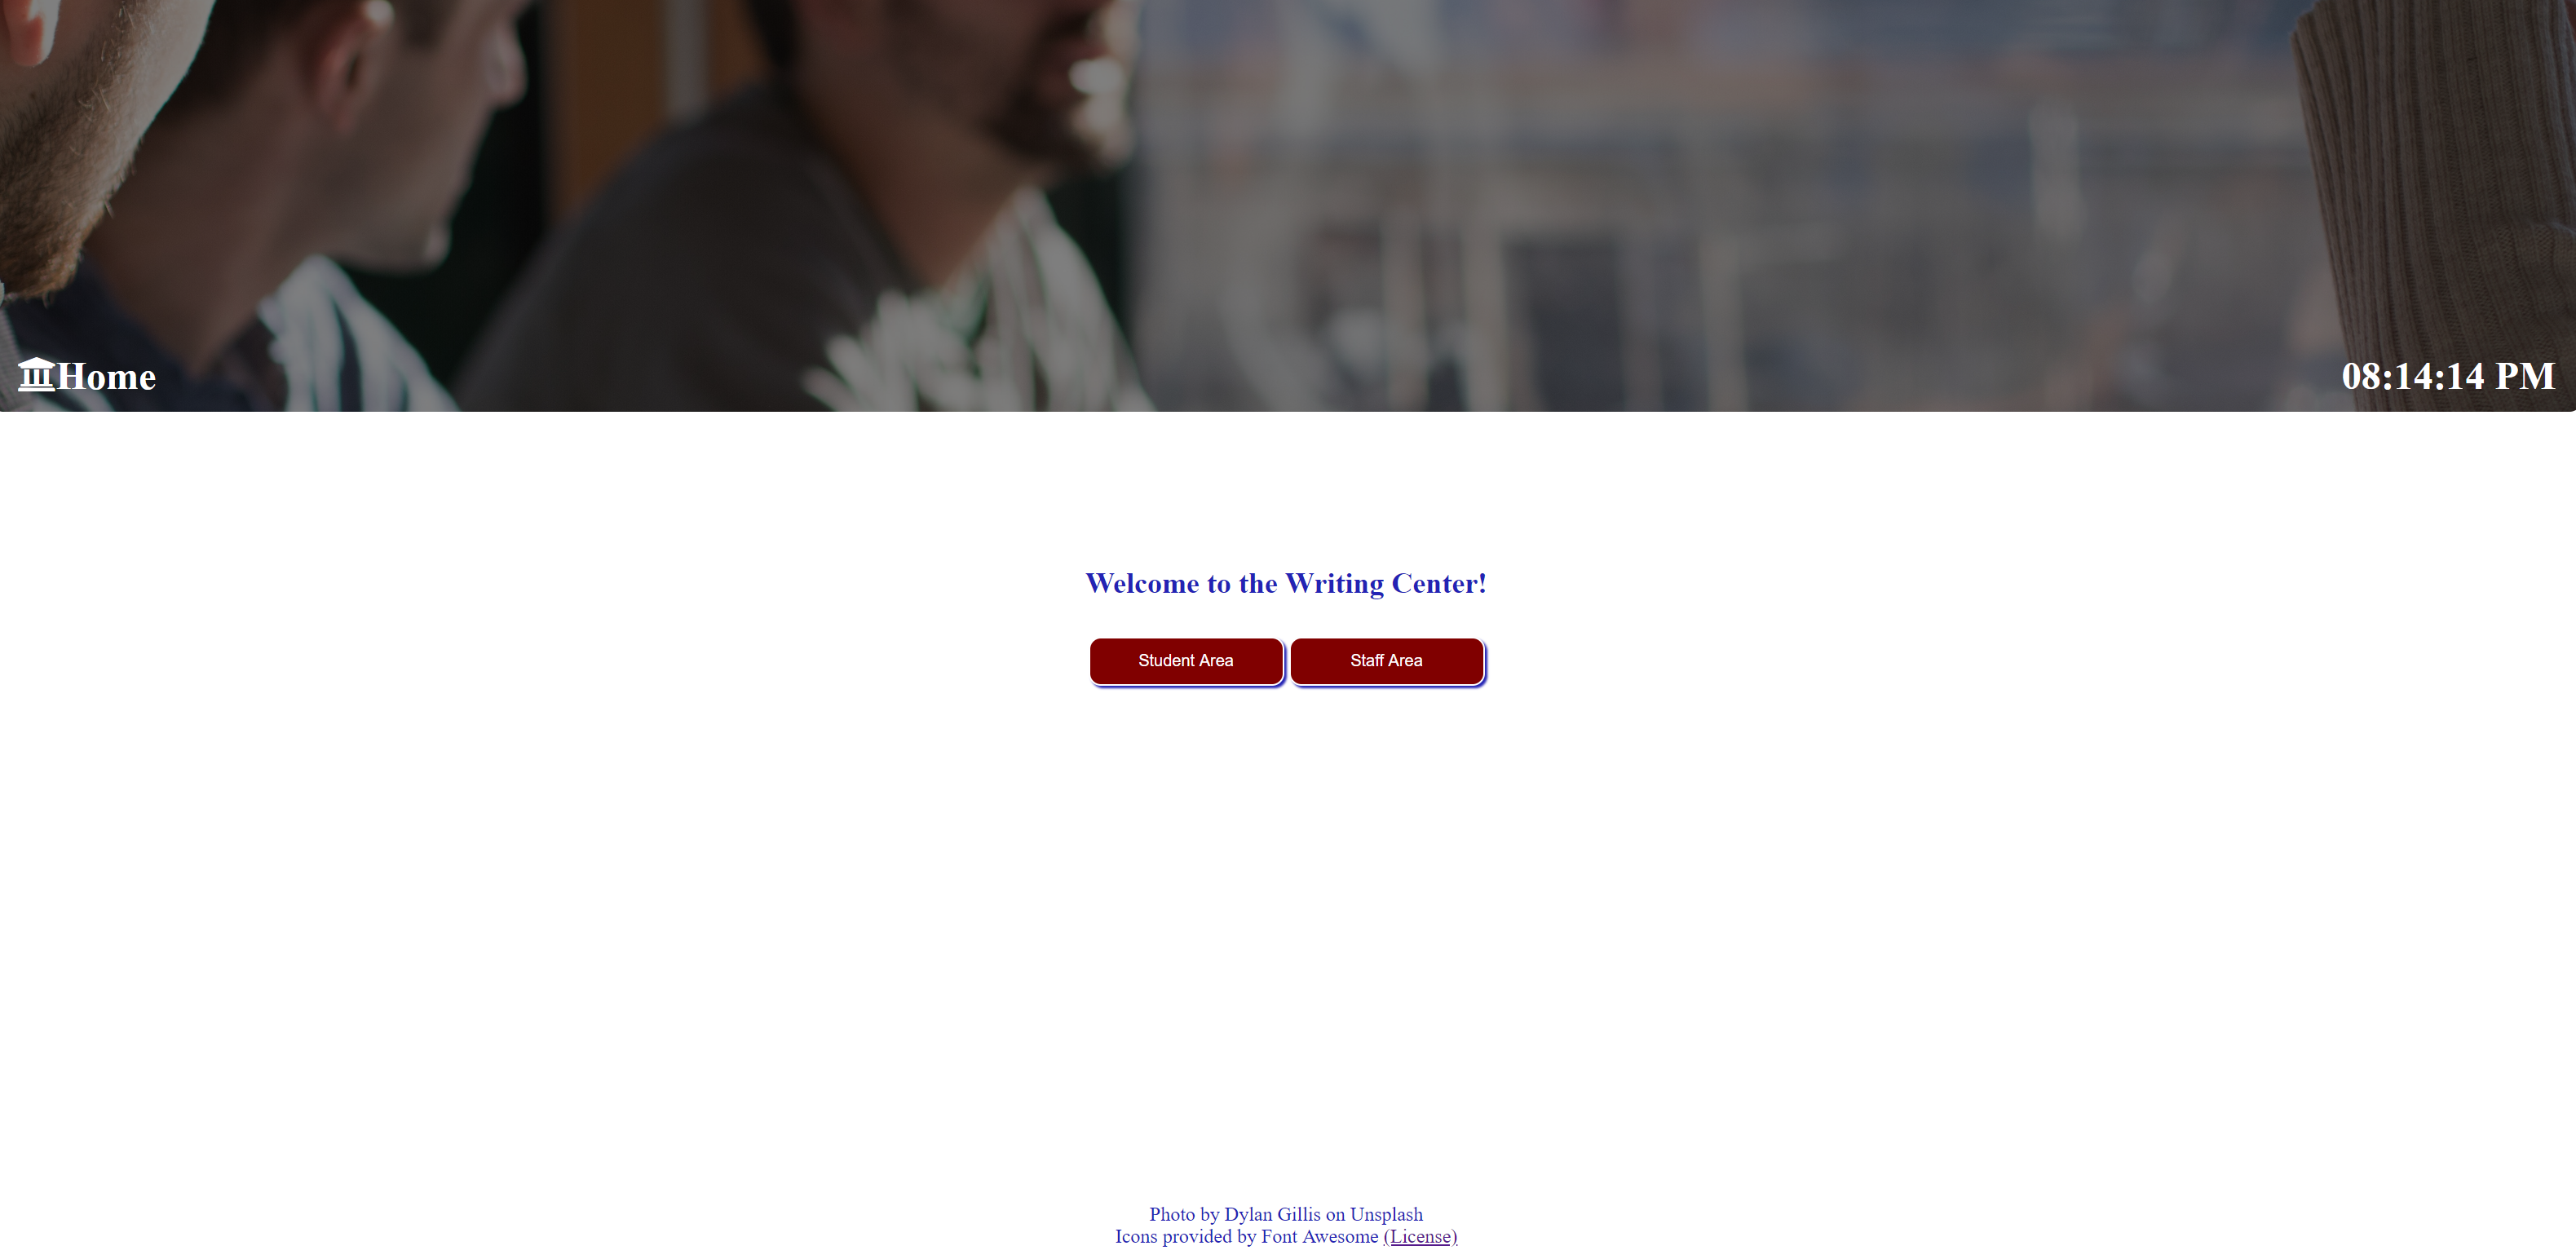 Home
08:14:14 PM
Welcome to the Writing Center!
Student Area
Staff Area
Photo by Dylan Gillis on Unsplash
Icons provided by Font Awesome (License)